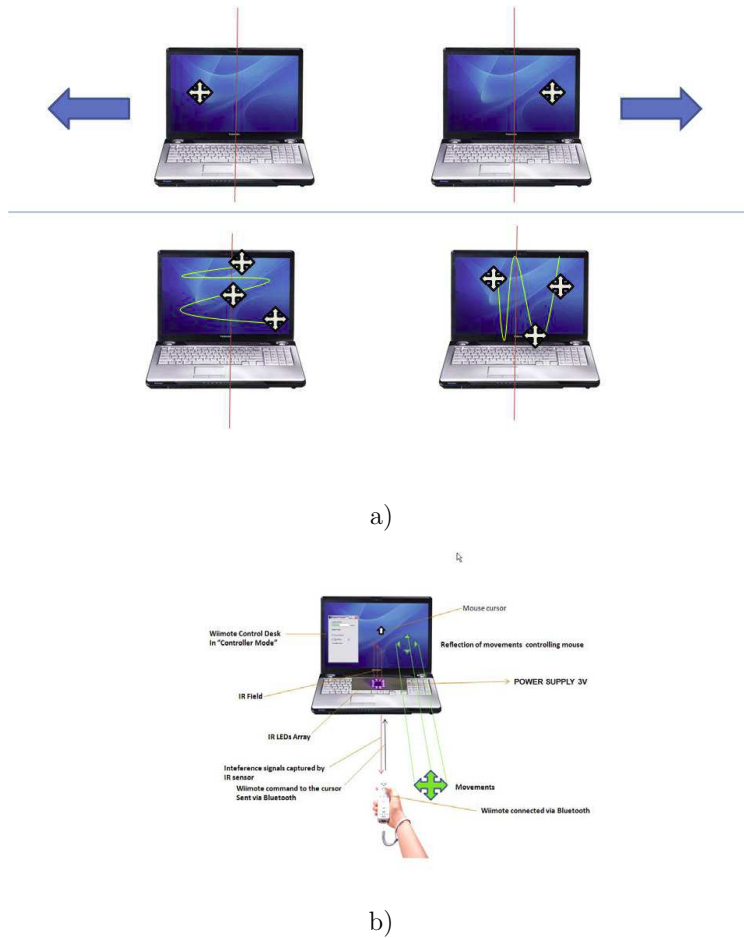 a)
Mouse cursor
Wiimote Control Desk
In "Controller Mode"
Reflection of movements controlling mouse
POWER SUPPLY 3V
IR Field
IR LEDs Array
Inteference signals captured by
IR sensor
Wiimote command to the cursor
Sent via Bluetooth
Movements
Wiimote connected via Bluetooth
b)